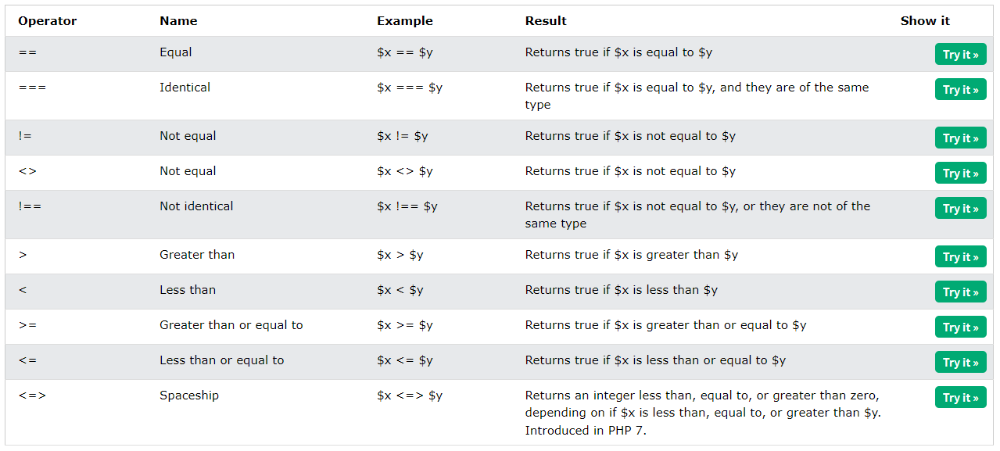 Operator Name Example Result Show it
== Equal $x == $y Returns true if $x is equal to $y Try it »
=== Identical $x === $y Returns true if $x is equal to $y, and they are of the same Try it »
type
!= Not equal $x != $y Returns true if $x is not equal to $y Try it »
<> Not equal $x <> $y Returns true if $x is not equal to $y Try it »
!== Not identical $x !== $y Returns true if $x is not equal to $y, or they are not of the Try it »
same type
> Greater than $x > $y Returns true if $x is greater than $y Try it »
< Less than $x < $y Returns true if $x is less than $y Try it »
>= Greater than or equal to $x >= $y Returns true if $x is greater than or equal to $y Try it »
<= Less than or equal to $x <= $y Returns true if $x is less than or equal to $y Try it »
<=> Spaceship $x <=> $y Returns an integer less than, equal to, or greater than zero, Try it »
depending on if $x is less than, equal to, or greater than $y.
Introduced in PHP 7.